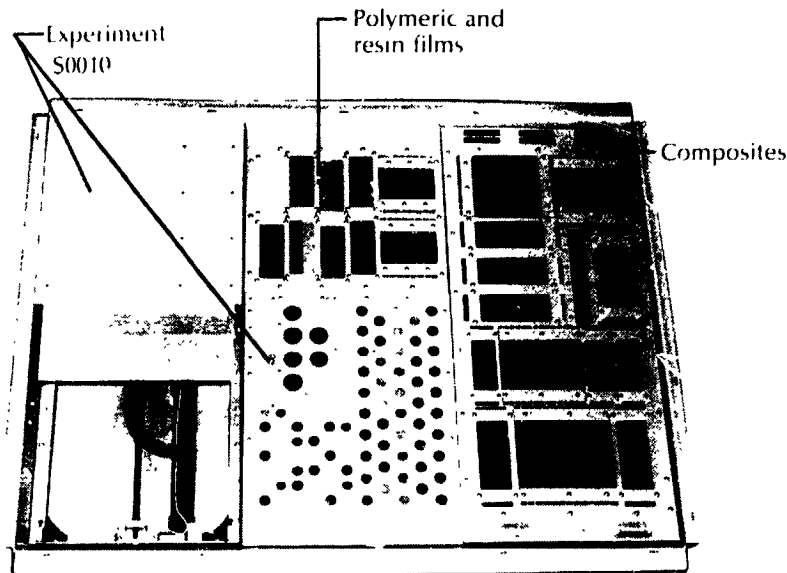 Experiment
S0010
Polymeric and
resin films
Composites